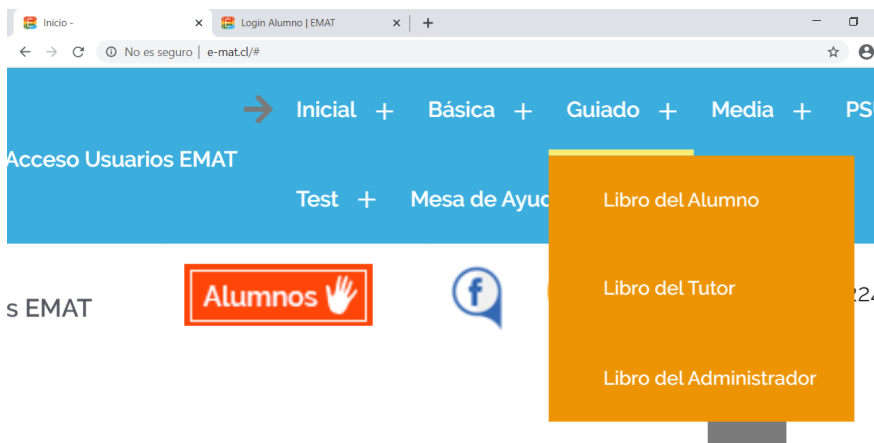 Inicio -
Login Alumno | EMAT
No es seguro | e-mat.cl/#
Inicial + Básica + Guiado + Media +
Acceso Usuarios EMAT
Test + Mesa de
Libro del Alumno
Alumnos
s EMAT
Libro del Tutor
Libro del Administrador